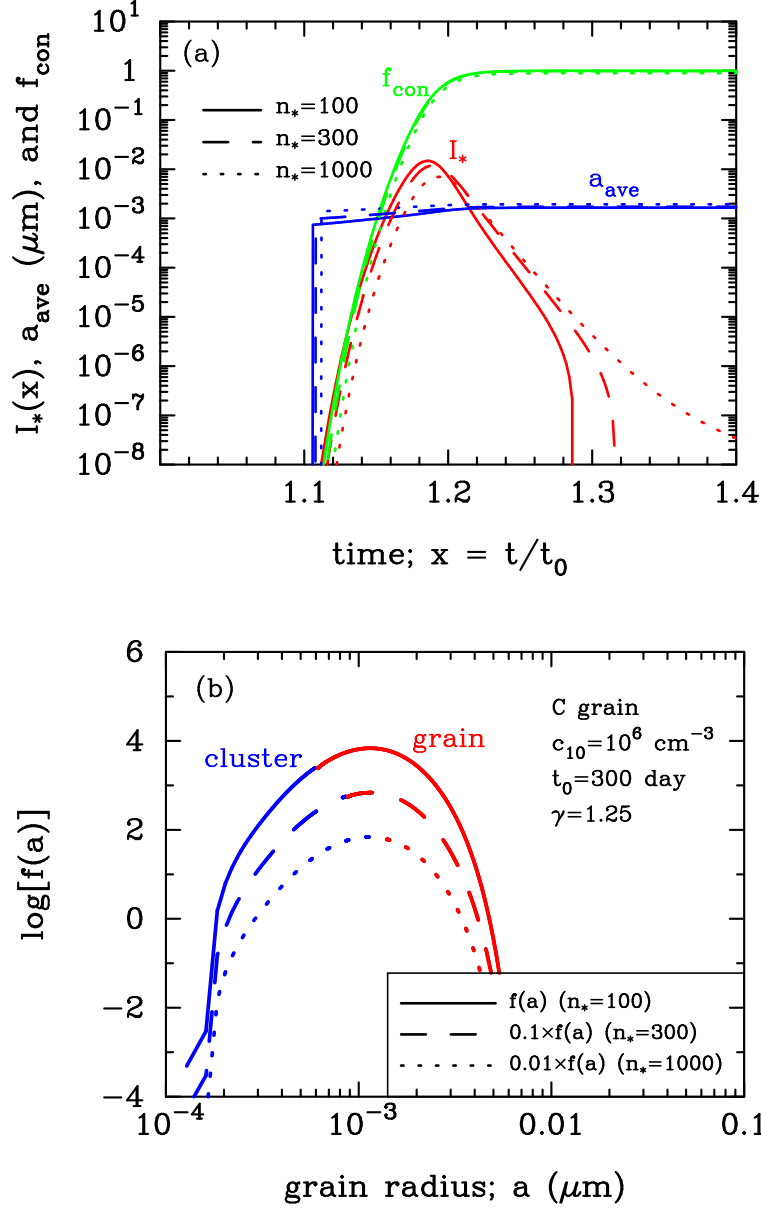 (a)
I*(x), a_ave (μm), and f_con
10^1
1
10^-1
10^-2
10^-3
10^-4
10^-5
10^-6
10^-7
10^-8
f_con
n*=100
n*=300
n*=1000
I*
a_ave
1.1 1.2 1.3 1.4
time; x = t/t_0
(b)
log[f(a)]
6
4
2
0
-2
-4
cluster
grain
C grain
c_10=10^6 cm^-3
t_0=300 day
γ=1.25
f(a) (n*=100)
0.1×f(a) (n*=300)
0.01×f(a) (n*=1000)
10^-4 10^-3 0.01 0.1
grain radius; a (μm)